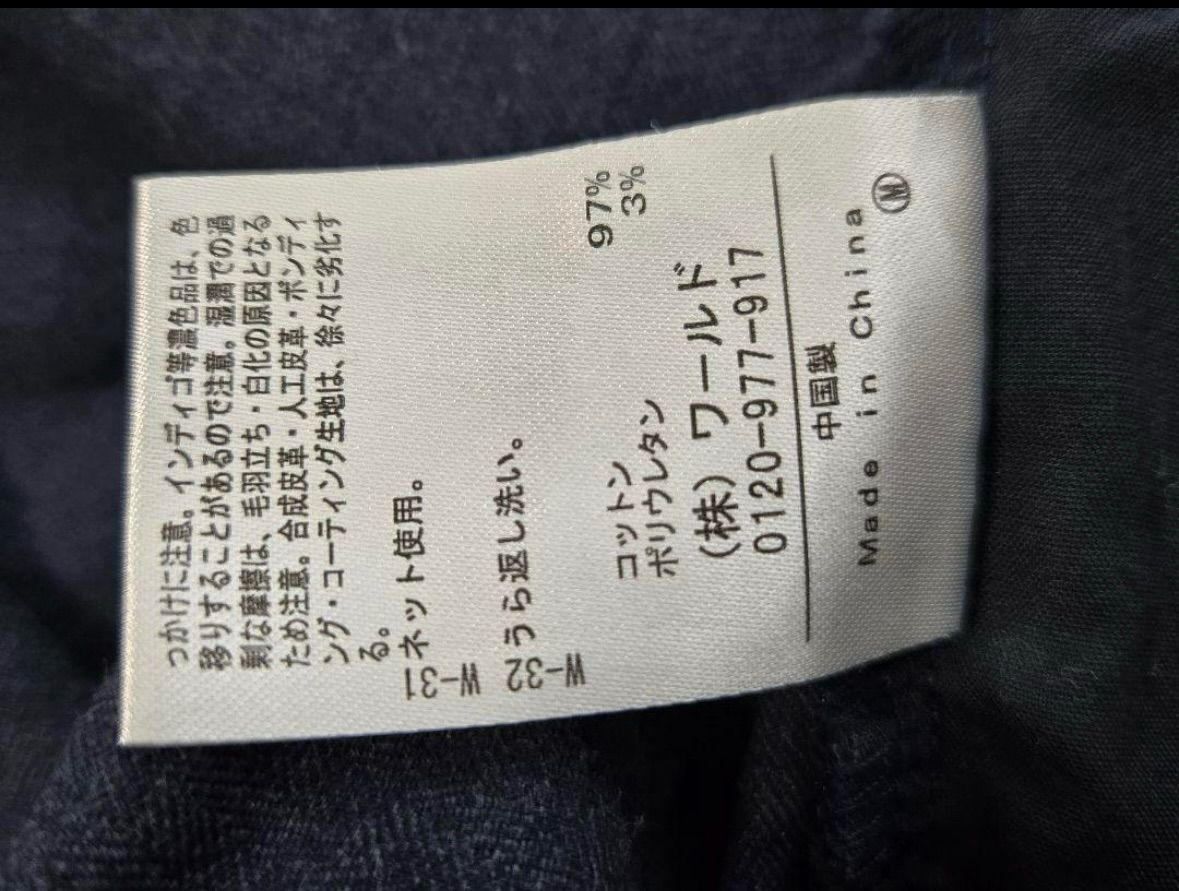 つかけに注意。インディゴ等濃色品は、色
移りすることがあるので注意。湿潤での過
剰な摩擦は、毛羽立ち・白化の原因となる
ため注意。合成皮革・人工皮革・ボンディ
ング・コーティング生地は、徐々に劣化す
る。
ネット使用。
W-31
うら返し洗い。
W-32
コットン 97%
ポリウレタン 3%
(株)ワールド
0120-977-917
中国製
Made in China
M